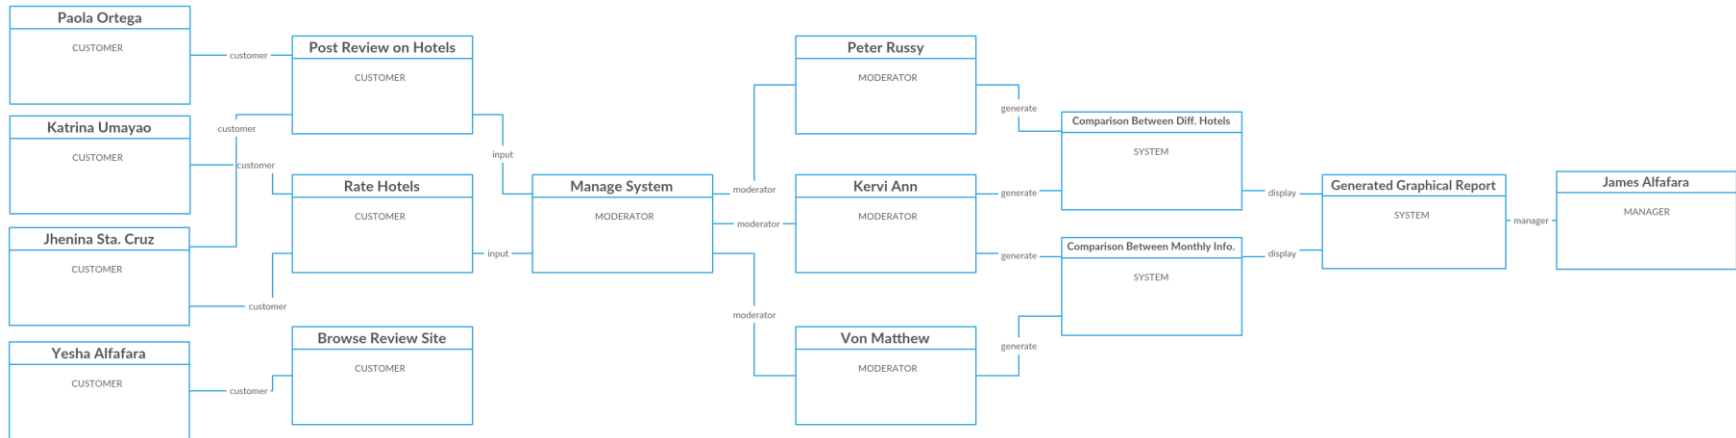 Paola Ortega
CUSTOMER
customer
Katrina Umayao
CUSTOMER
customer
customer
Jhenina Sta. Cruz
CUSTOMER
customer
Yesha Alfafara
CUSTOMER
customer
Post Review on Hotels
CUSTOMER
input
Rate Hotels
CUSTOMER
input
Browse Review Site
CUSTOMER
Manage System
MODERATOR
moderator
moderator
moderator
Peter Russy
MODERATOR
generate
Kervi Ann
MODERATOR
generate
generate
Von Matthew
MODERATOR
generate
Comparison Between Diff. Hotels
SYSTEM
display
Comparison Between Monthly Info.
SYSTEM
display
Generated Graphical Report
SYSTEM
manager
James Alfafara
MANAGER